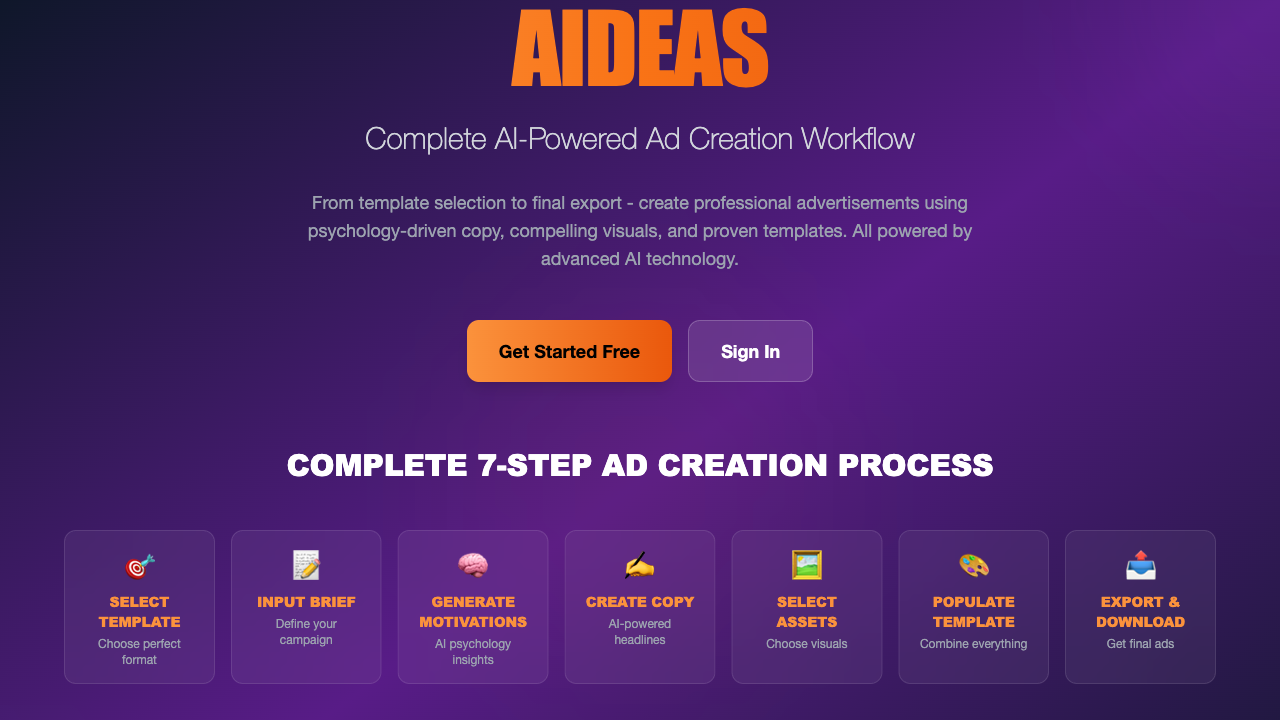 AIDEAS
Complete AI-Powered Ad Creation Workflow
From template selection to final export - create professional advertisements using
psychology-driven copy, compelling visuals, and proven templates. All powered by
advanced AI technology.
Get Started Free
Sign In
COMPLETE 7-STEP AD CREATION PROCESS
SELECT
TEMPLATE
Choose perfect
format
INPUT BRIEF
Define your
campaign
GENERATE
MOTIVATIONS
AI psychology
insights
CREATE COPY
AI-powered
headlines
SELECT
ASSETS
Choose visuals
POPULATE
TEMPLATE
Combine everything
EXPORT &
DOWNLOAD
Get final ads